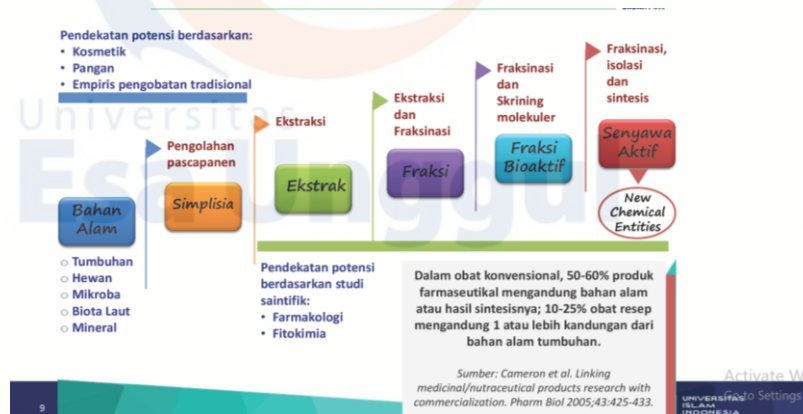 Pendekatan potensi berdasarkan:
• Kosmetik
• Pangan
• Empiris pengobatan tradisional
Universitas
Esa Unggul
Fraksinasi,
isolasi
dan
sintesis
Fraksinasi
dan
Skrining
molekuler
Ekstraksi
dan
Fraksinasi
Ekstraksi
Pengolahan
pascapanen
Bahan
Alam
Simplisia
Ekstrak
Fraksi
Fraksi
Bioaktif
Senyawa
Aktif
New
Chemical
Entities
o Tumbuhan
o Hewan
o Mikroba
o Biota Laut
o Mineral
Pendekatan potensi
berdasarkan studi
saintifik:
• Farmakologi
• Fitokimia
Dalam obat konvensional, 50-60% produk
farmaseutikal mengandung bahan alam
atau hasil sintesisnya; 10-25% obat resep
mengandung 1 atau lebih kandungan dari
bahan alam tumbuhan.
Sumber: Cameron et al. Linking
medicinal/nutraceutical products research with
commercialization. Pharm Biol 2005;43:425-433.
Activate W
to Settings
UNIVERSITAS
ISLAM
INDONESIA
9